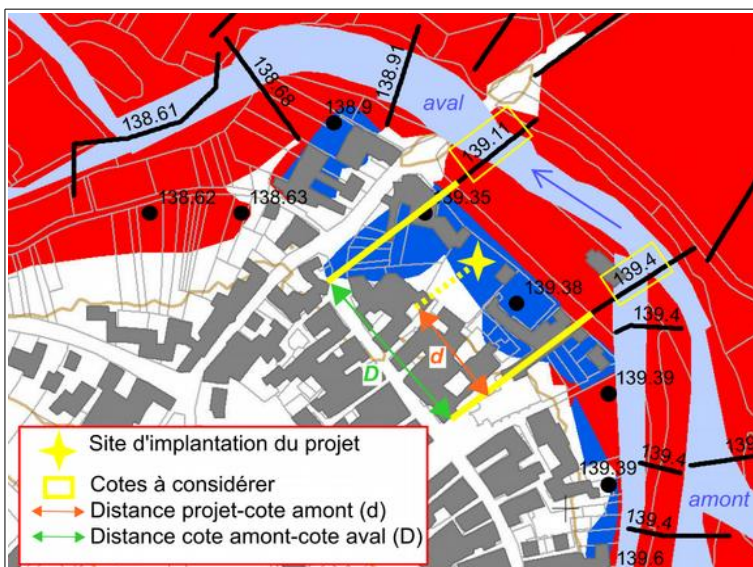 138.61
138.68
138.9
138.91
aval
139.11
138.62
138.63
139.35
139.4
139.38
139.4
D
d
139.39
139.39
139.4
139
amont
139.4
139.6
Site d'implantation du projet
Cotes à considérer
Distance projet-cote amont (d)
Distance cote amont-cote aval (D)